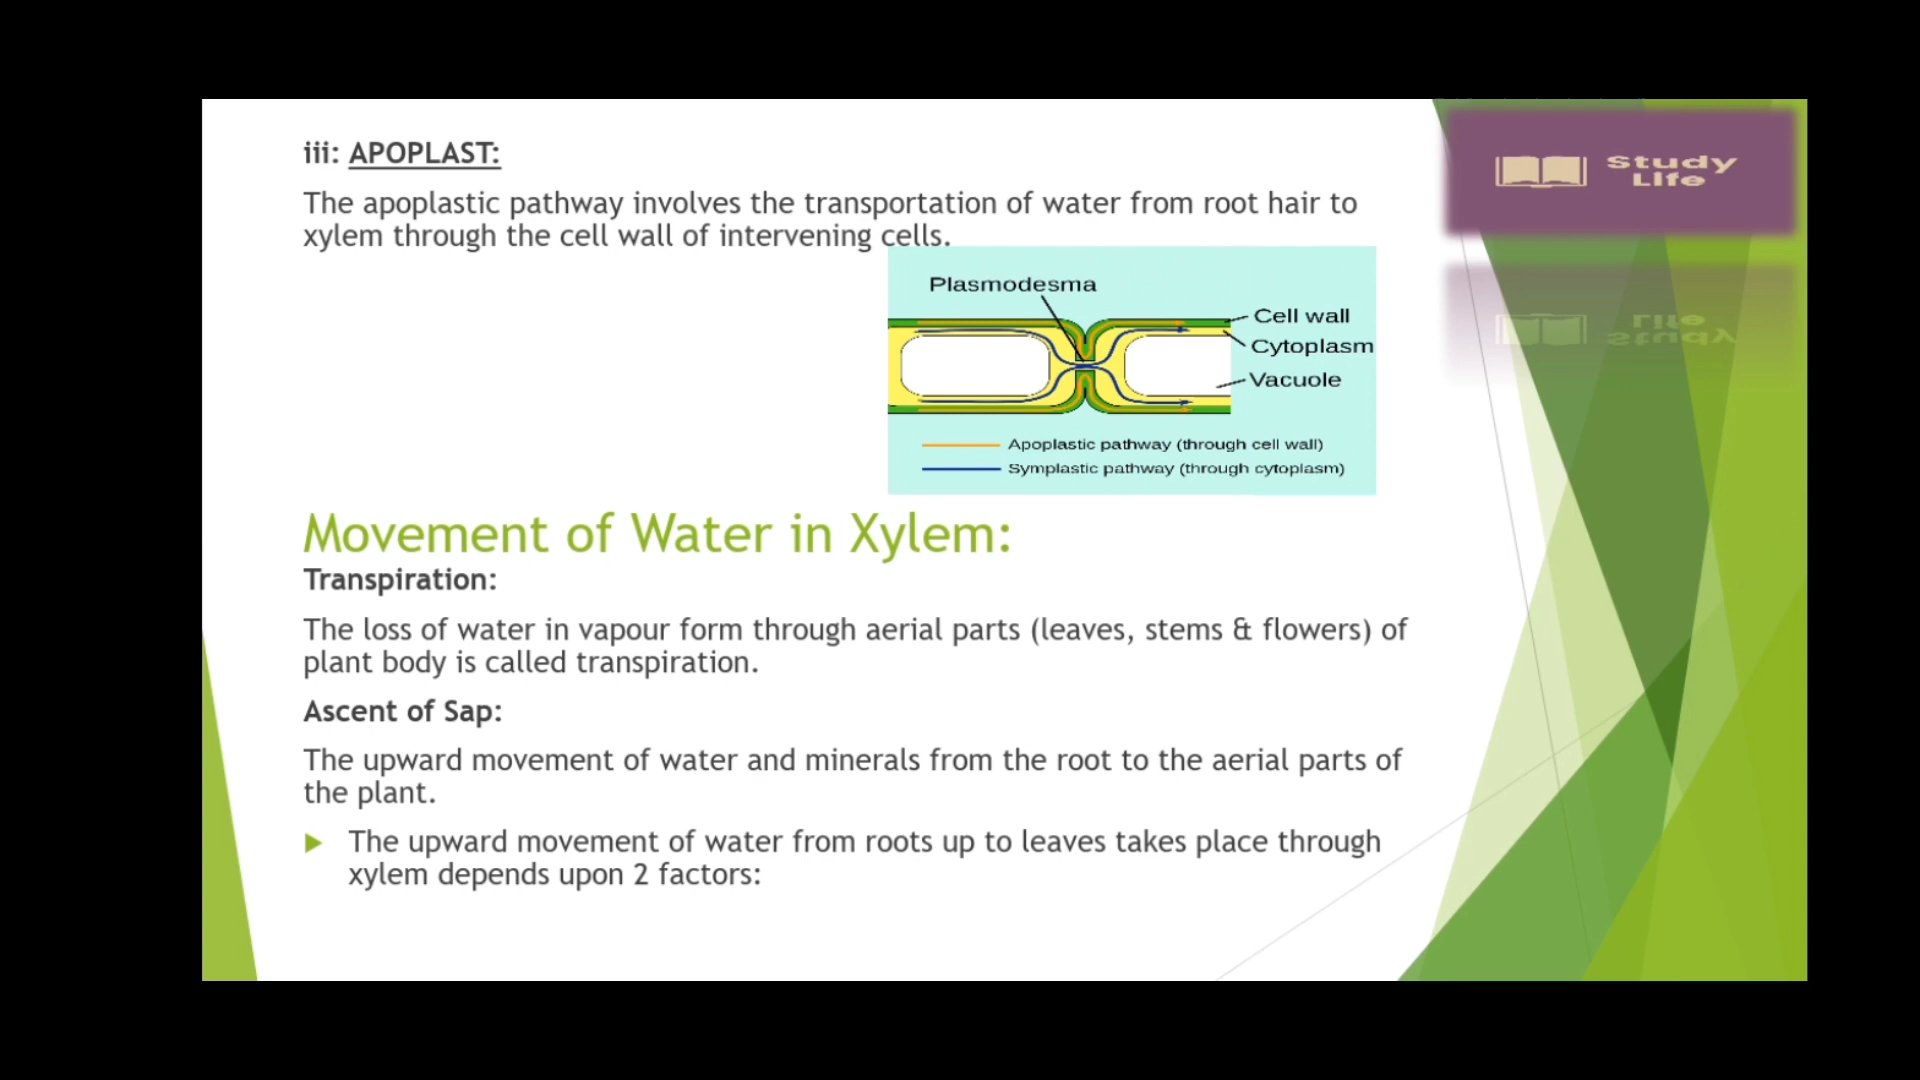 iii: APOPLAST:
Study
Life
The apoplastic pathway involves the transportation of water from root hair to
xylem through the cell wall of intervening cells.
Plasmodesma
Cell wall
Cytoplasm
Vacuole
Apoplastic pathway (through cell wall)
Symplastic pathway (through cytoplasm)
Movement of Water in Xylem:
Transpiration:
The loss of water in vapour form through aerial parts (leaves, stems & flowers) of
plant body is called transpiration.
Ascent of Sap:
The upward movement of water and minerals from the root to the aerial parts of
the plant.
The upward movement of water from roots up to leaves takes place through
xylem depends upon 2 factors: